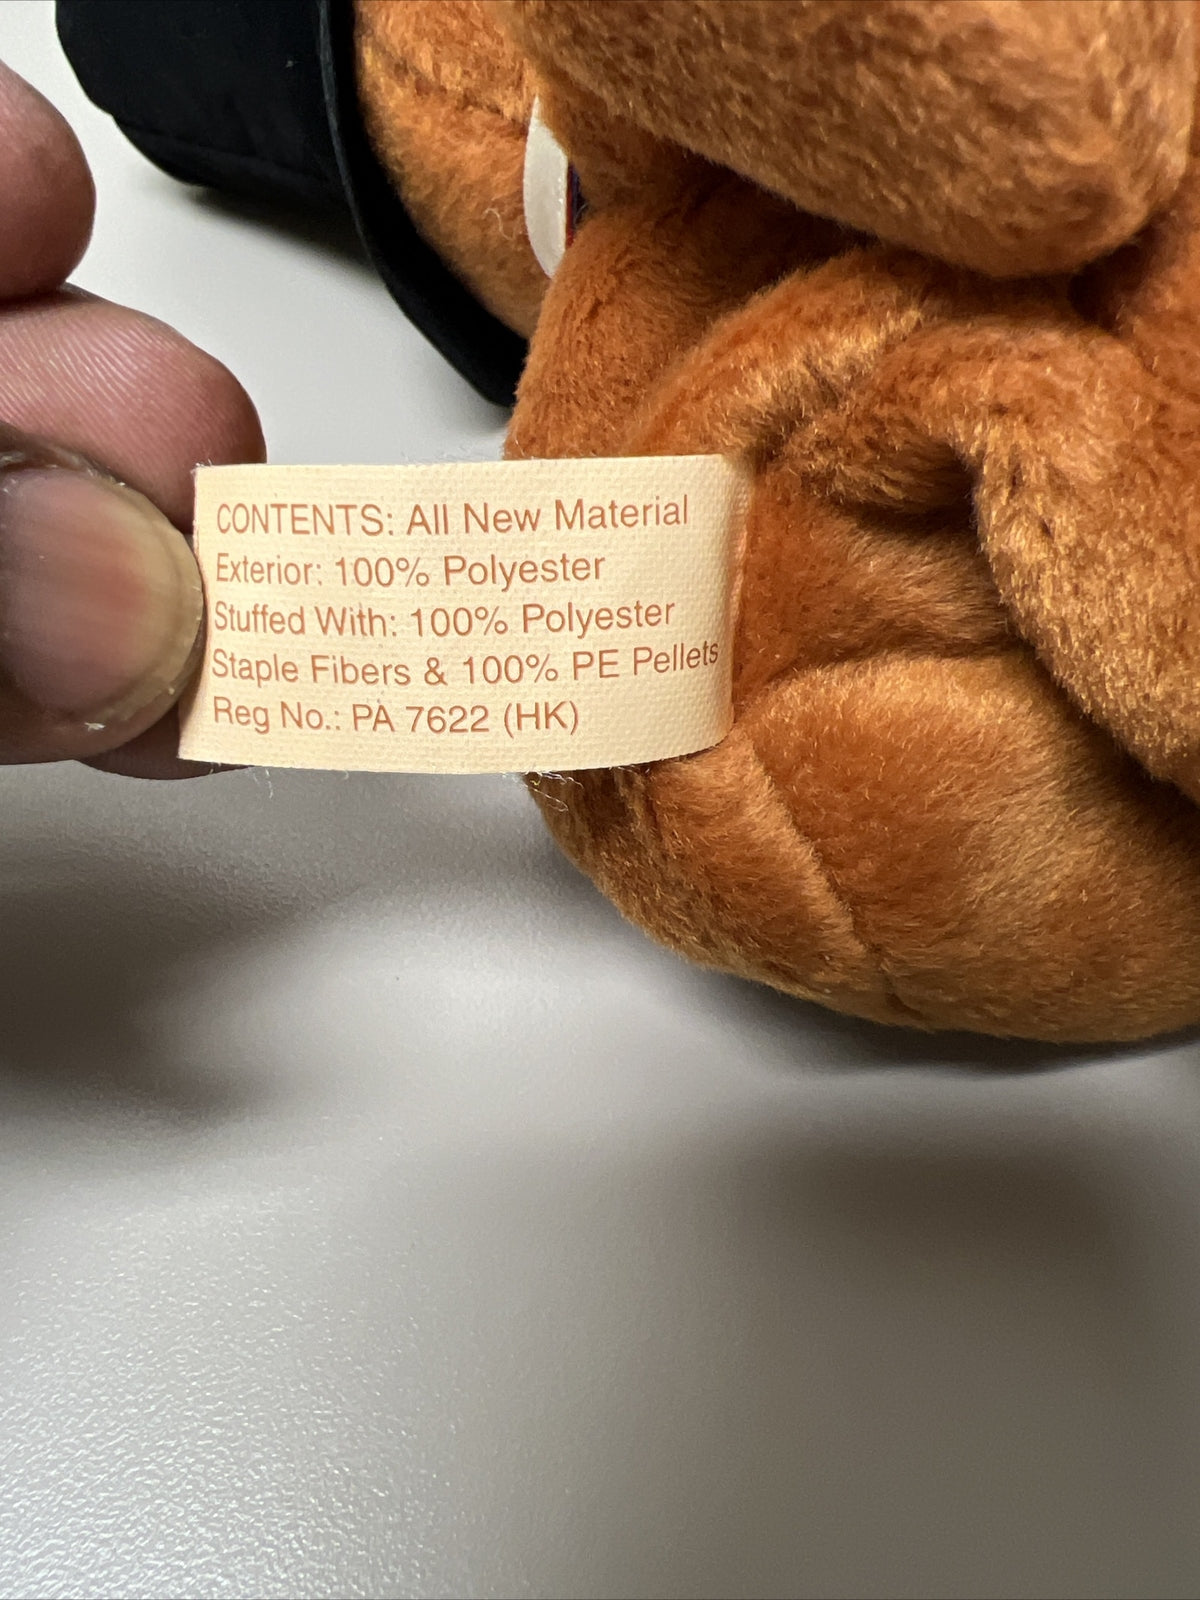 CONTENTS: All New Material
Exterior: 100% Polyester
Stuffed With: 100% Polyester
Staple Fibers & 100% PE Pellets
Reg No.: PA 7622 (HK)